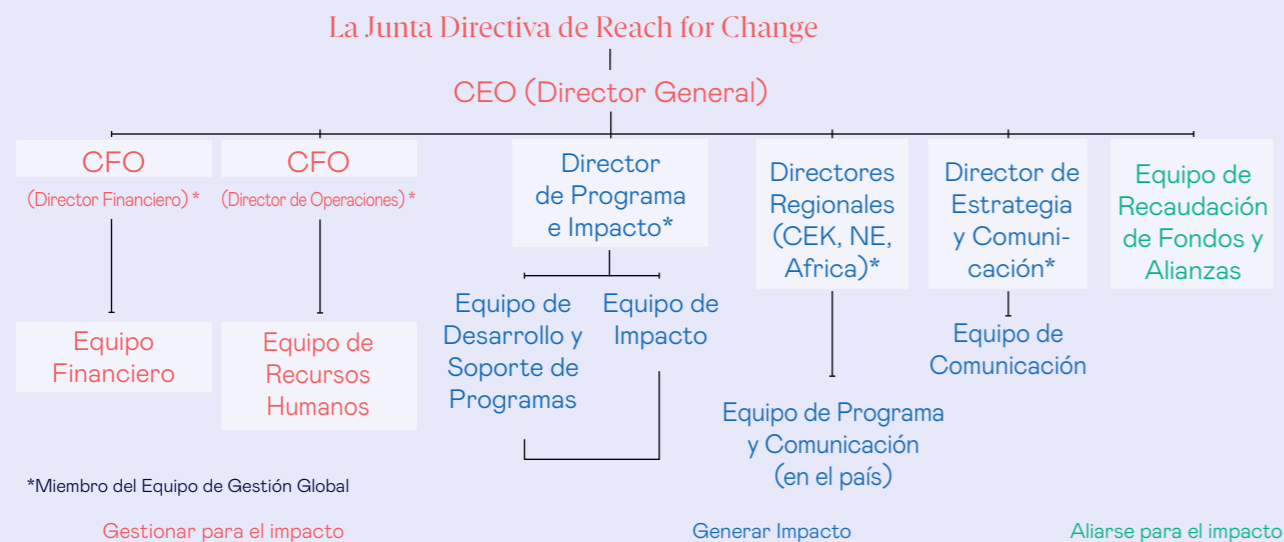 La Junta Directiva de Reach for Change
CEO (Director General)
CFO
(Director Financiero) *
Equipo
Financiero
CFO
(Director de Operaciones) *
Equipo de
Recursos
Humanos
Director
de Programa
e Impacto*
Equipo de
Desarrollo y
Soporte de
Programas
Equipo de
Impacto
Directores
Regionales
(CEK, NE,
Africa)*
Equipo de Programa
y Comunicación
(en el país)
Director de
Estrategia
y Comuni-
cación*
Equipo de
Comunicación
Equipo de
Recaudación
de Fondos y
Alianzas
*Miembro del Equipo de Gestión Global
Gestionar para el impacto
Generar Impacto
Aliarse para el impacto